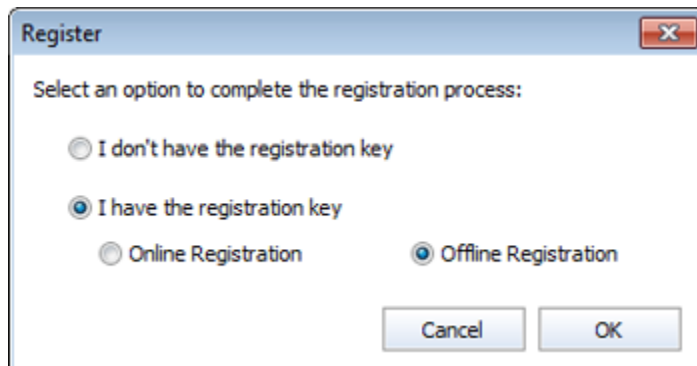 Register
Select an option to complete the registration process:
I don't have the registration key
I have the registration key
Online Registration Offline Registration
Cancel OK